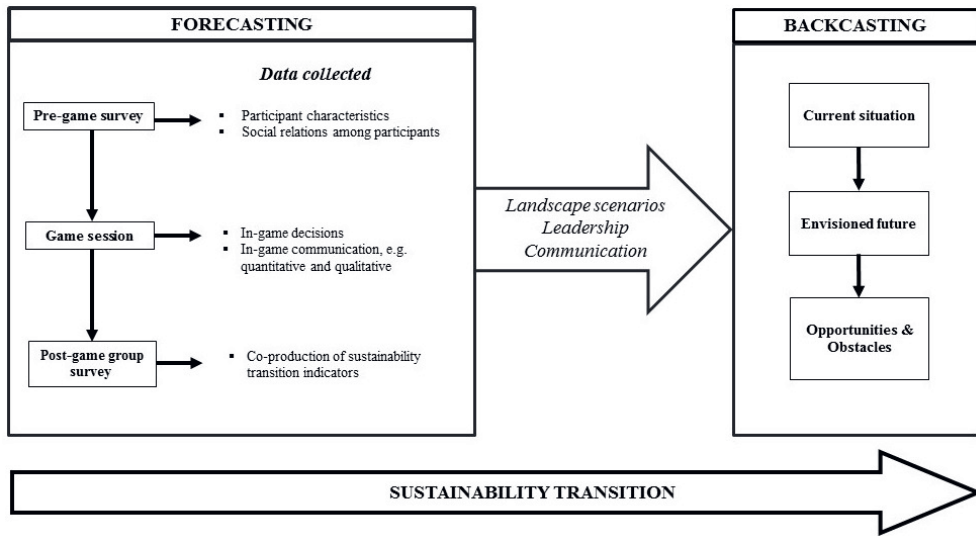 FORECASTING
Data collected
Pre-game survey
▪ Participant characteristics
▪ Social relations among participants
Game session
▪ In-game decisions
▪ In-game communication, e.g.
quantitative and qualitative
Post-game group
survey
▪ Co-production of sustainability
transition indicators
Landscape scenarios
Leadership
Communication
BACKCASTING
Current situation
Envisioned future
Opportunities &
Obstacles
SUSTAINABILITY TRANSITION